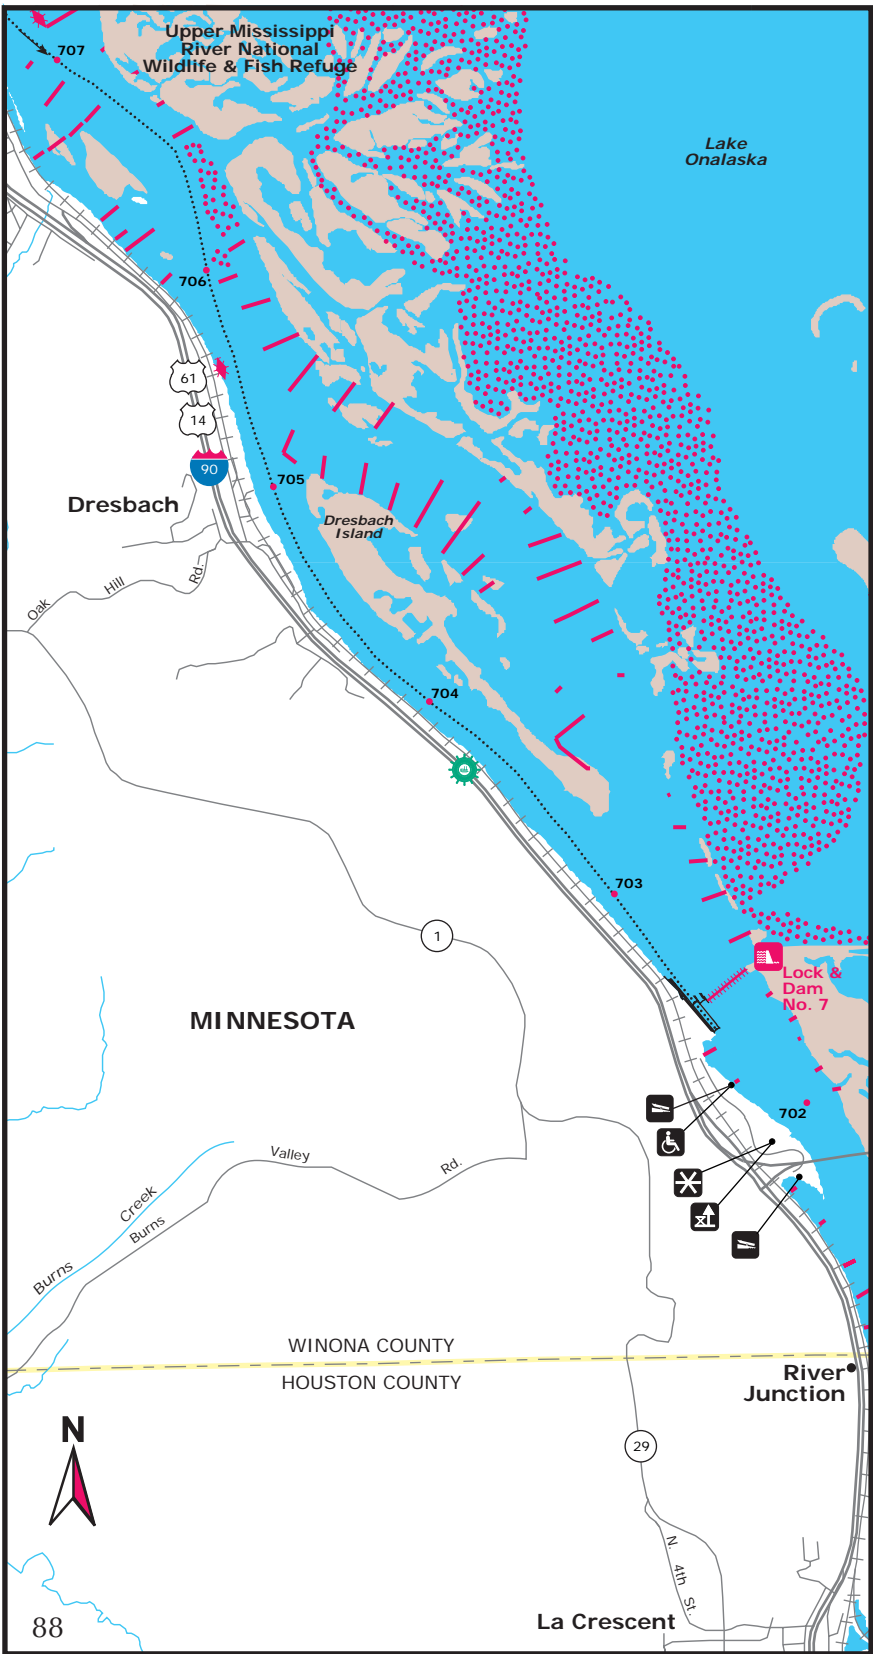 Upper Mississippi
River National
Wildlife & Fish Refuge
707
Lake
Onalaska
706
61
14
90
705
Dresbach
Dresbach
Island
Oak Hill Rd.
704
703
1
Lock &
Dam
No. 7
MINNESOTA
702
Valley Rd.
Burns Creek
Burns
WINONA COUNTY
HOUSTON COUNTY
River
Junction
N
29
N. 4th St.
La Crescent
88